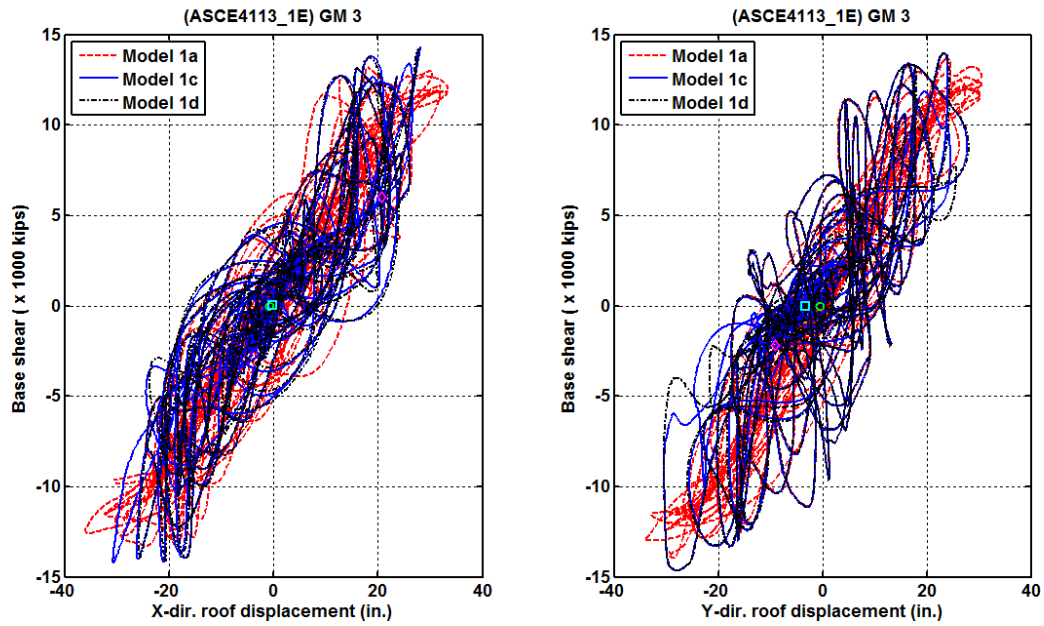 (ASCE4113_1E) GM 3
Model 1a
Model 1c
Model 1d
15
10
5
0
-5
-10
-15
-40
-20
0
20
40
Base shear ( x 1000 kips)
X-dir. roof displacement (in.)
(ASCE4113_1E) GM 3
Model 1a
Model 1c
Model 1d
15
10
5
0
-5
-10
-15
-40
-20
0
20
40
Base shear ( x 1000 kips)
Y-dir. roof displacement (in.)